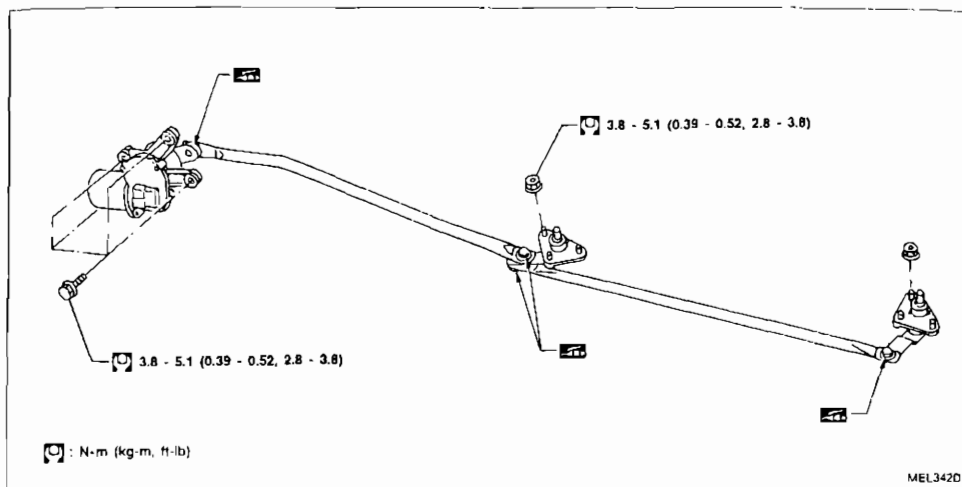 3.8 - 5.1 (0.39 - 0.52, 2.8 - 3.8)
3.8 - 5.1 (0.39 - 0.52, 2.8 - 3.8)
: N•m (kg-m, ft-lb)
MEL342D